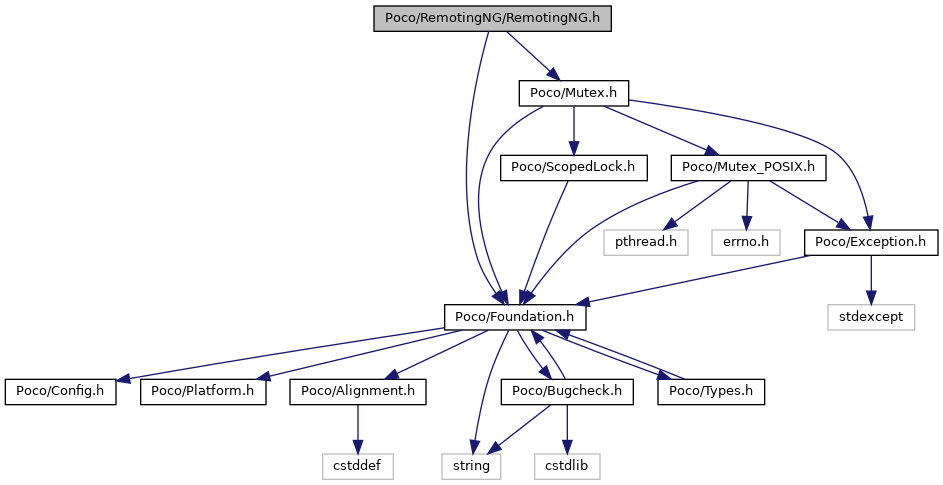 Poco/RemotingNG/RemotingNG.h
Poco/Mutex.h
Poco/ScopedLock.h
Poco/Mutex_POSIX.h
pthread.h
errno.h
Poco/Exception.h
Poco/Foundation.h
stdexcept
Poco/Config.h
Poco/Platform.h
Poco/Alignment.h
Poco/Bugcheck.h
Poco/Types.h
cstddef
string
cstdlib